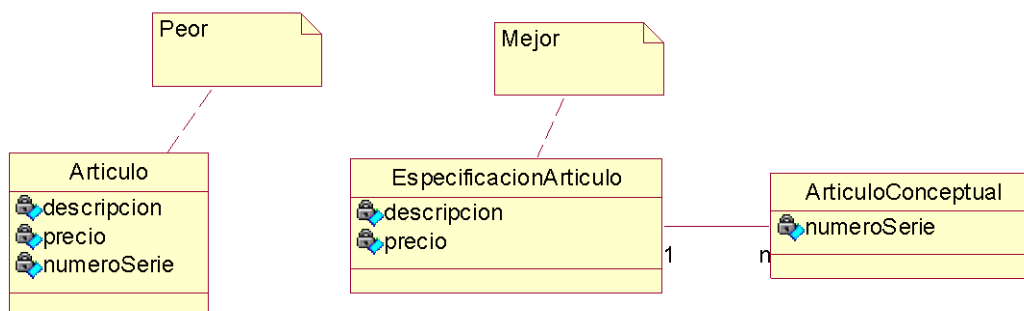 Peor
Mejor
Articulo
descripcion
precio
numeroSerie
EspecificacionArticulo
descripcion
precio
1
n
ArticuloConceptual
numeroSerie